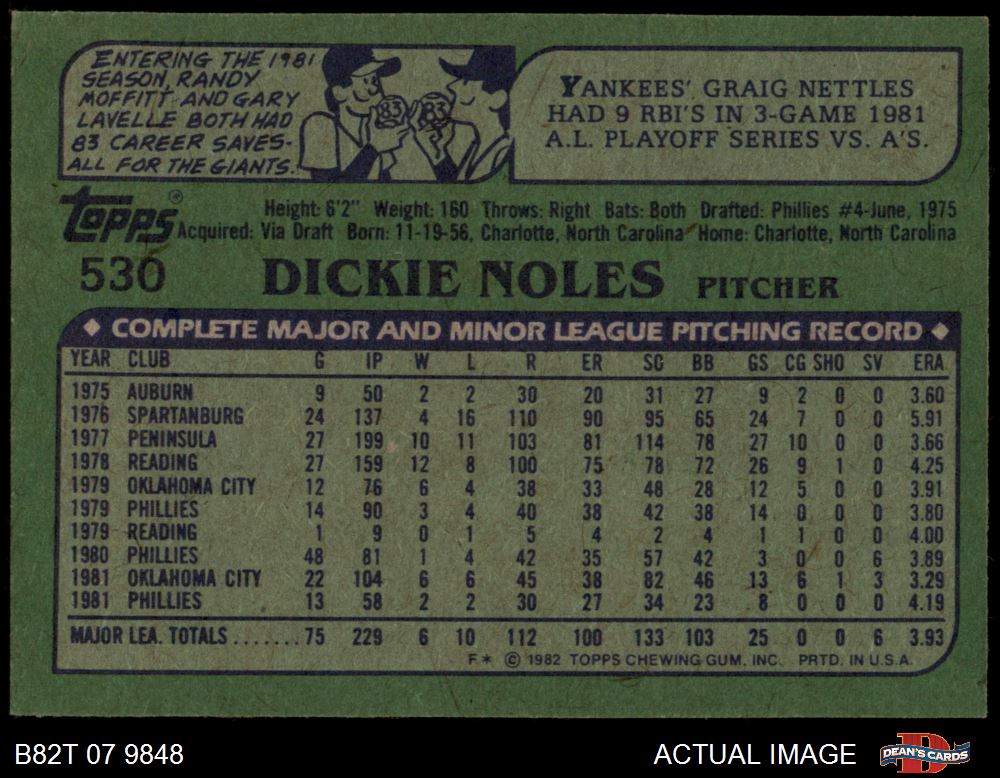 ENTERING THE 1981
SEASON, RANDY
MOFFITT AND GARY
LAVELLE BOTH HAD
83 CAREER SAVES-
ALL FOR THE GIANTS.
83 83
YANKEES' GRAIG NETTLES
HAD 9 RBI'S IN 3-GAME 1981
A.L. PLAYOFF SERIES VS. A'S.
Topps®
Height: 6'2" Weight: 160 Throws: Right Bats: Both Drafted: Phillies #4-June, 1975
Acquired: Via Draft Born: 11-19-56, Charlotte, North Carolina Home: Charlotte, North Carolina
530 DICKIE NOLES PITCHER
◆ COMPLETE MAJOR AND MINOR LEAGUE PITCHING RECORD ◆
YEAR CLUB G IP W L R ER SO BB GS CG SHO SV ERA
1975 AUBURN 9 50 2 2 30 20 31 27 9 2 0 0 3.60
1976 SPARTANBURG 24 137 4 16 110 90 95 65 24 7 0 0 5.91
1977 PENINSULA 27 199 10 11 103 81 114 78 27 10 0 0 3.66
1978 READING 27 159 12 8 100 75 78 72 26 9 1 0 4.25
1979 OKLAHOMA CITY 12 76 6 4 38 33 48 28 12 5 0 0 3.91
1979 PHILLIES 14 90 3 4 40 38 42 38 14 0 0 0 3.80
1979 READING 1 9 0 1 5 4 2 4 1 1 0 0 4.00
1980 PHILLIES 48 81 1 4 42 35 57 42 3 0 0 6 3.89
1981 OKLAHOMA CITY 22 104 6 6 45 38 82 46 13 6 1 3 3.29
1981 PHILLIES 13 58 2 2 30 27 34 23 8 0 0 0 4.19
MAJOR LEA. TOTALS.......75 229 6 10 112 100 133 103 25 0 0 6 3.93
F* © 1982 TOPPS CHEWING GUM, INC. PRTD. IN U.S.A.
B82T 07 9848 ACTUAL IMAGE DEAN'S CARDS